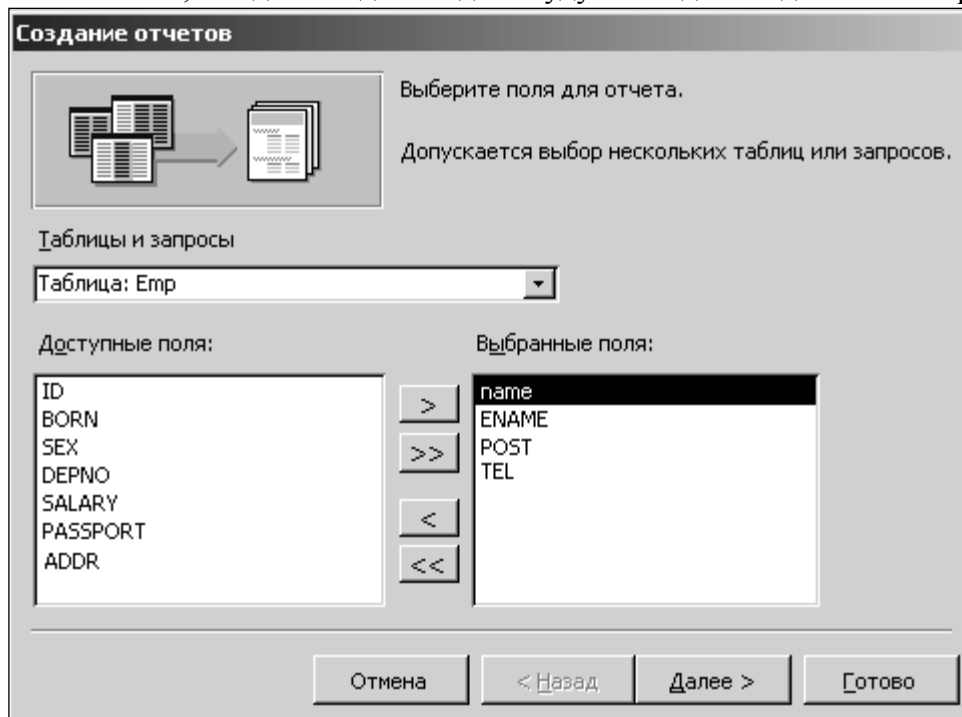 Создание отчетов
Выберите поля для отчета.
Допускается выбор нескольких таблиц или запросов.
Таблицы и запросы
Таблица: Emp
Доступные поля:
Выбранные поля:
ID
BORN
SEX
DEPNO
SALARY
PASSPORT
ADDR
>
>>
<
<<
name
ENAME
POST
TEL
Отмена
< Назад
Далее >
Готово